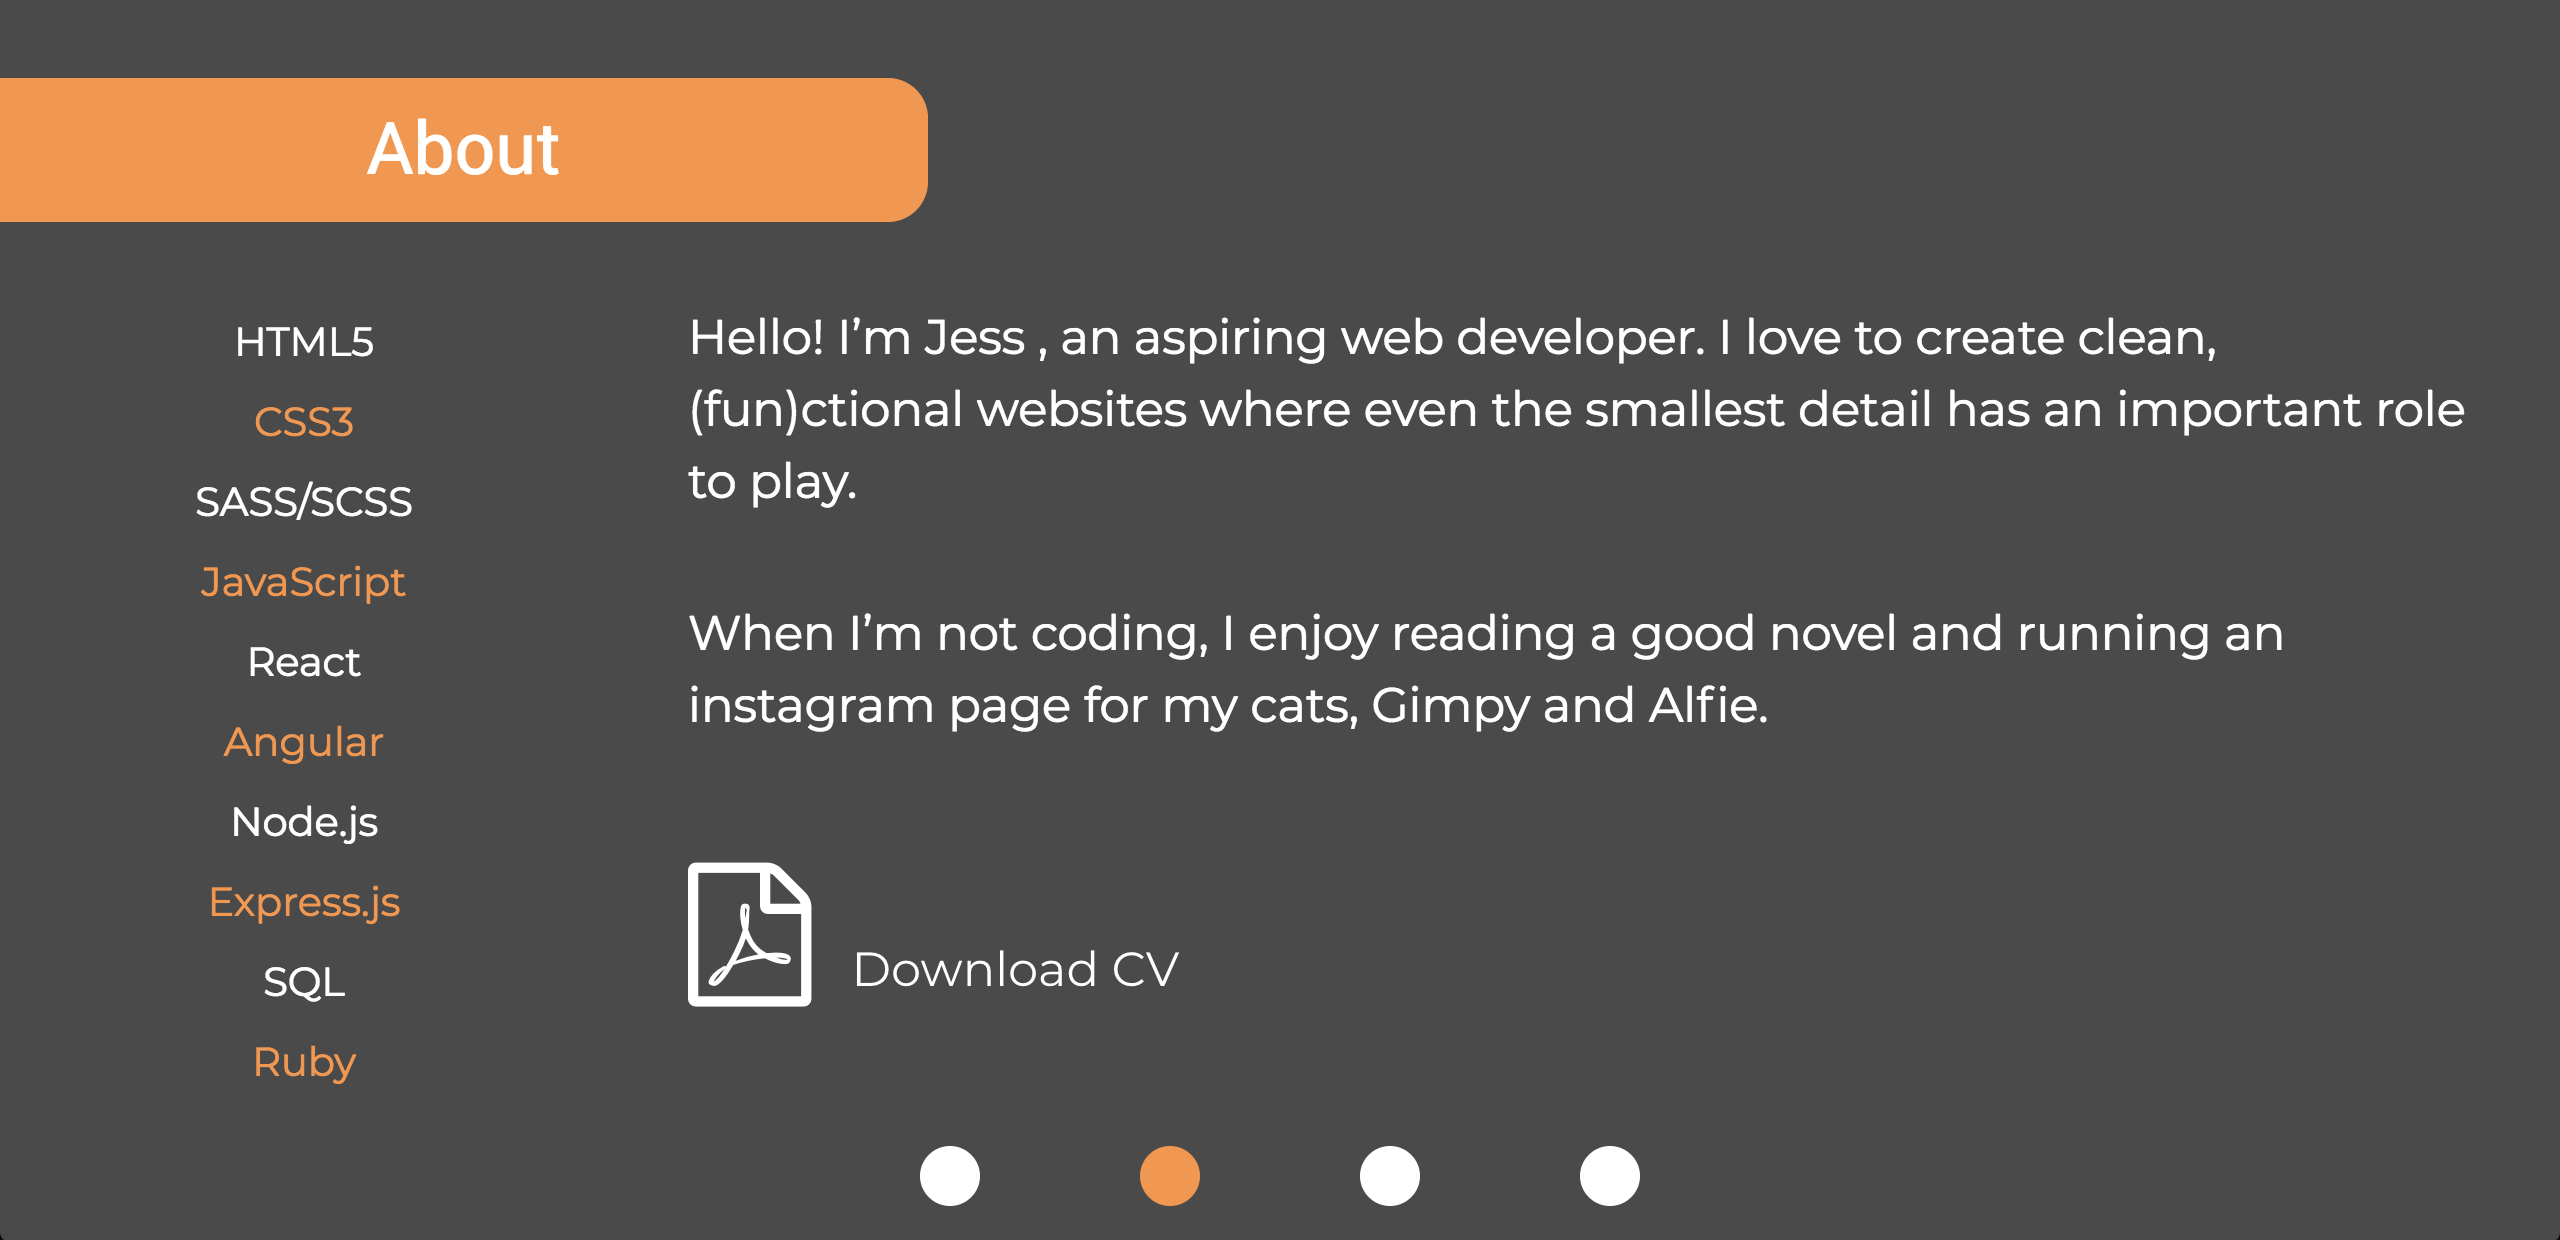 About
HTML5
CSS3
SASS/SCSS
JavaScript
React
Angular
Node.js
Express.js
SQL
Ruby
Hello! I’m Jess , an aspiring web developer. I love to create clean,
(fun)ctional websites where even the smallest detail has an important role
to play.
When I’m not coding, I enjoy reading a good novel and running an
instagram page for my cats, Gimpy and Alfie.
Download CV